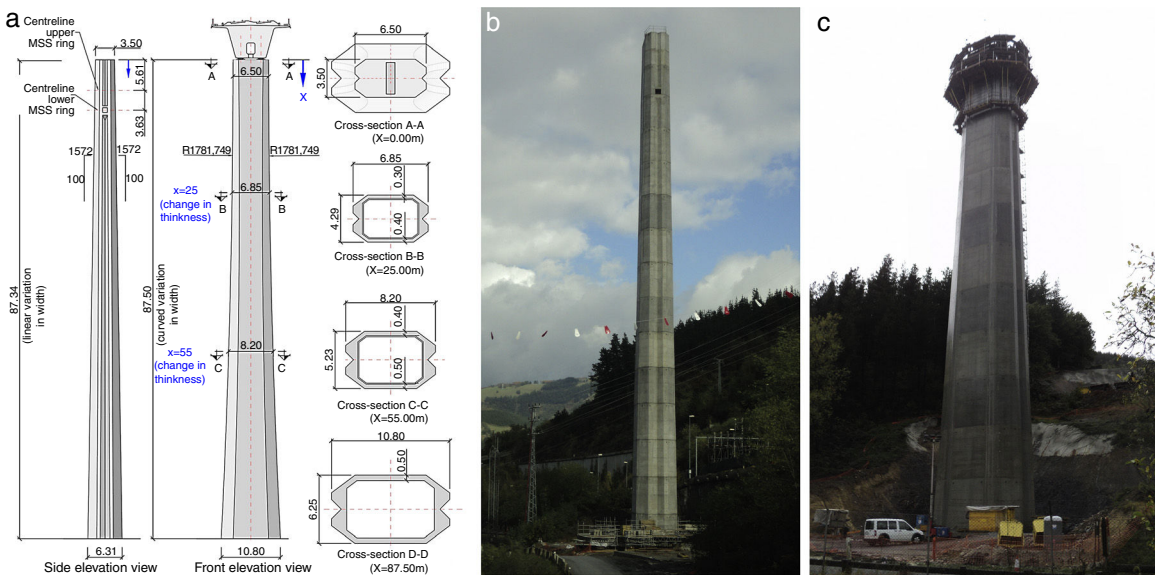 a
Centreline
upper
MSS ring
3.50
5.61
Centreline
lower
MSS ring
3.63
1572
100
1572
100
87.34
(linear variation
in width)
6.31
Side elevation view
A
A
6.50
X
R1781,749
R1781,749
x=25
(change in
thinkness)
6.85
B
B
87.50
(curved variation
in width)
x=55
(change in
thinkness)
8.20
C
C
10.80
Front elevation view
6.50
3.50
Cross-section A-A
(X=0.00m)
6.85
0.30
4.29
0.40
Cross-section B-B
(X=25.00m)
8.20
0.40
5.23
0.50
Cross-section C-C
(X=55.00m)
10.80
0.50
6.25
Cross-section D-D
(X=87.50m)
b
c